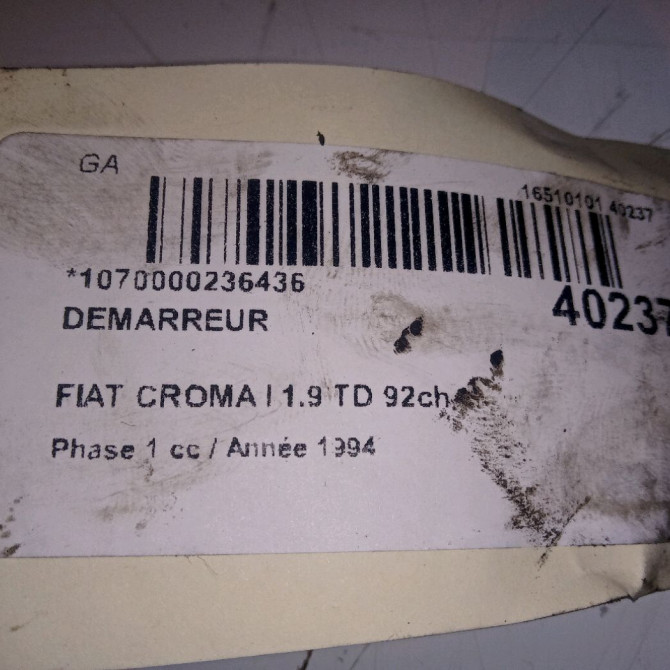 GA
16510101 40237
*1070000236436
40237
DEMARREUR
FIAT CROMA I 1.9 TD 92ch
Phase 1 cc / Année 1994